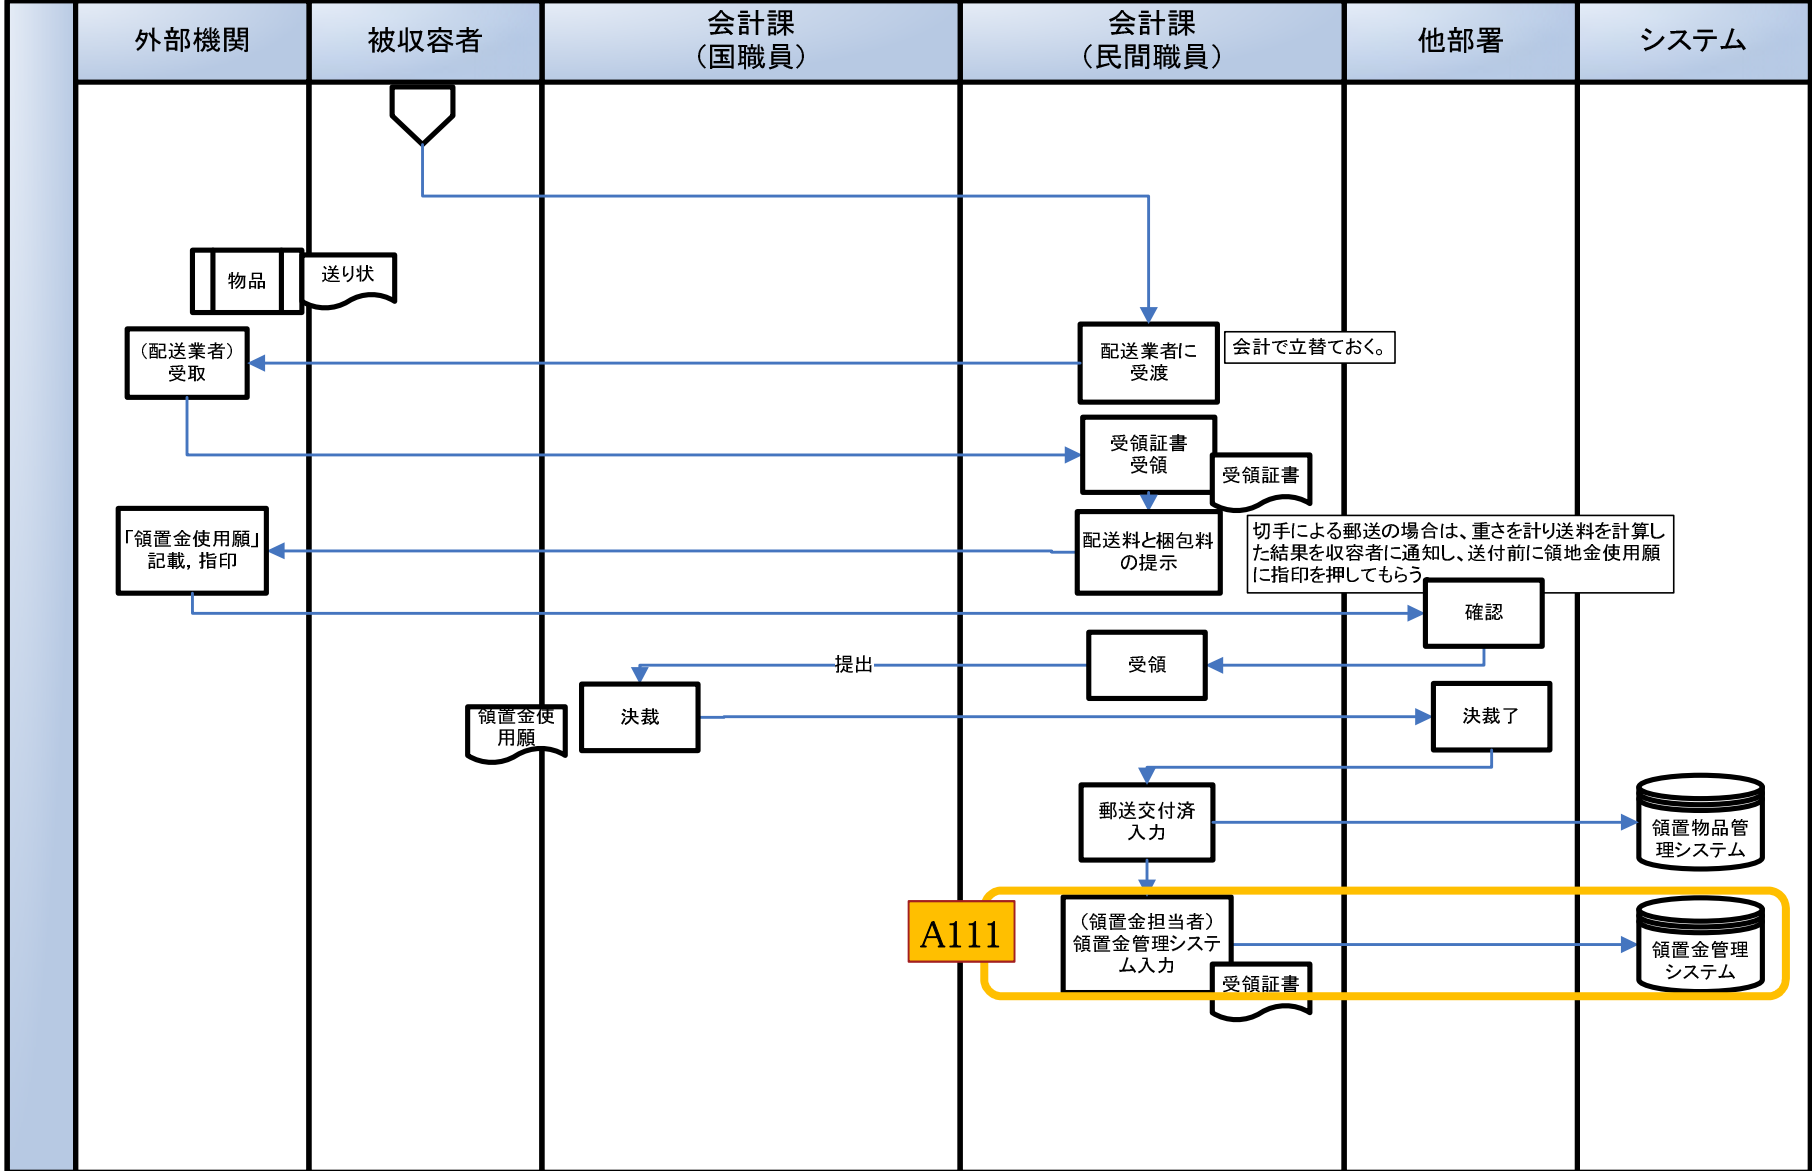 外部機関
被収容者
会計課
（国職員）
会計課
（民間職員）
他部署
システム
物品
送り状
（配送業者）
受取
配送業者に
受渡
会計で立替ておく。
受領証書
受領
受領証書
「領置金使用願」
記載，指印
配送料と梱包料
の提示
切手による郵送の場合は、重さを計り送料を計算し
た結果を収容者に通知し、送付前に領地金使用願
に指印を押してもらう
確認
提出
受領
領置金使
用願
決裁
決裁了
郵送交付済
入力
領置物品管
理システム
A111
（領置金担当者）
領置金管理システ
ム入力
受領証書
領置金管理
システム